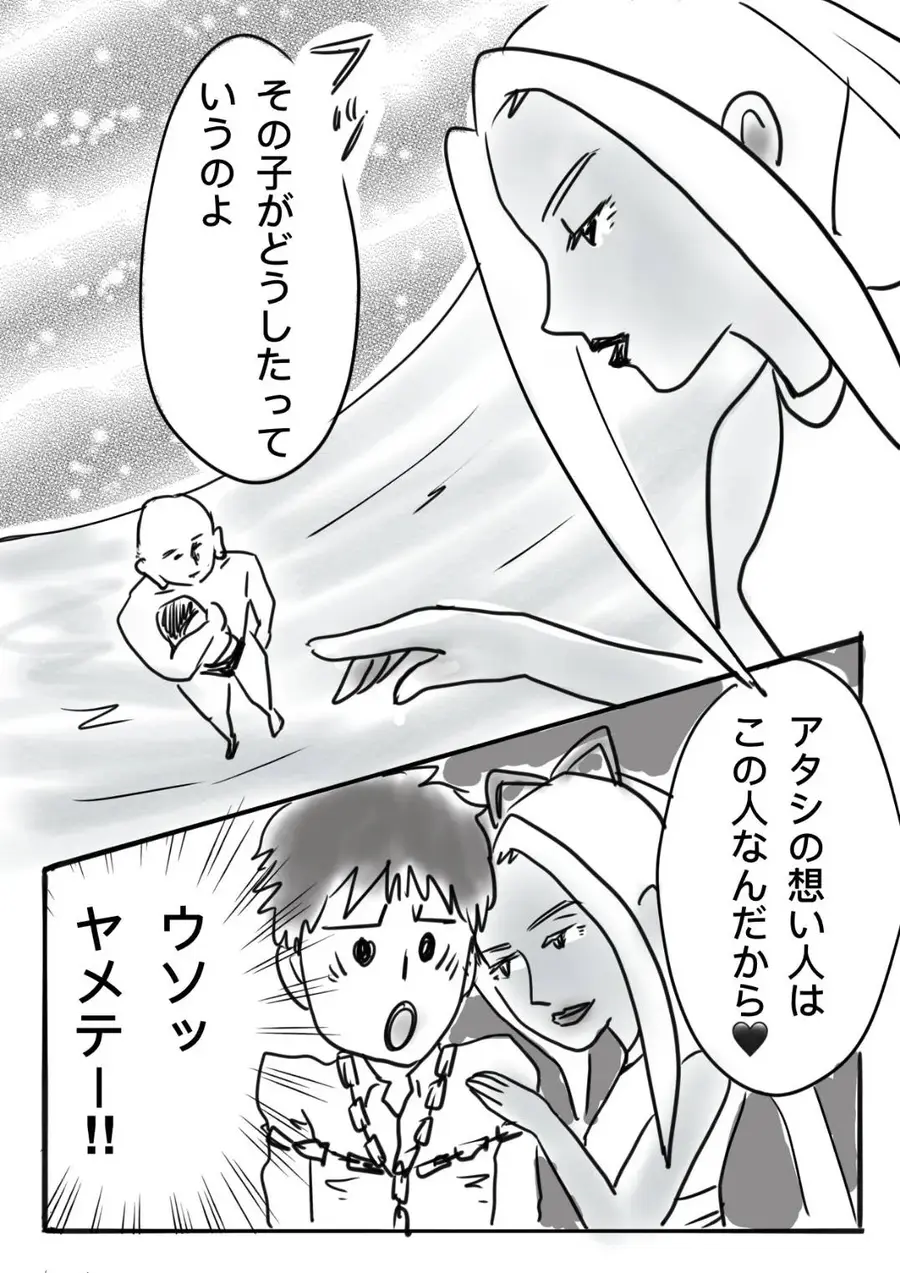 フッ
その子がどうしたって
いうのよ
アタシの想い人は
この人なんだから♥
ウソッ
ヤメテー!!